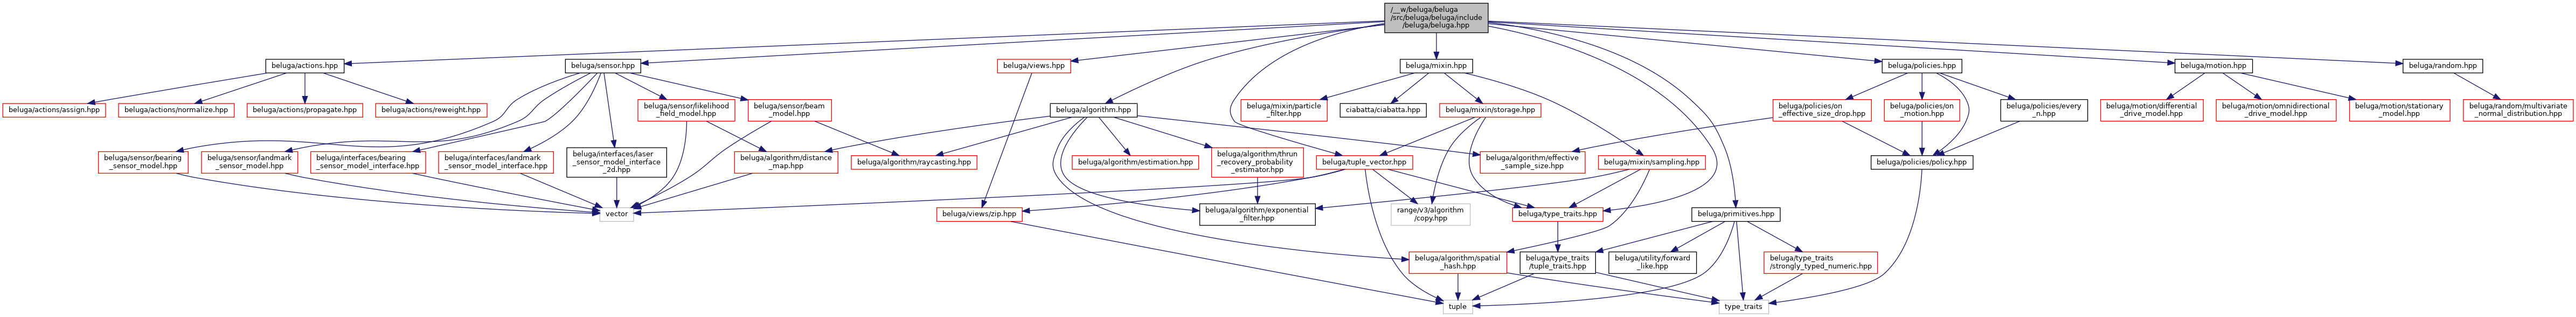 /__w/beluga/beluga
/src/beluga/beluga/include
/beluga/beluga.hpp
beluga/actions.hpp
beluga/sensor.hpp
beluga/views.hpp
beluga/mixin.hpp
beluga/policies.hpp
beluga/motion.hpp
beluga/random.hpp
beluga/actions/assign.hpp
beluga/actions/normalize.hpp
beluga/actions/propagate.hpp
beluga/actions/reweight.hpp
beluga/sensor/likelihood
_field_model.hpp
beluga/sensor/beam
_model.hpp
beluga/algorithm.hpp
beluga/mixin/particle
_filter.hpp
ciabatta/ciabatta.hpp
beluga/mixin/storage.hpp
beluga/policies/on
_effective_size_drop.hpp
beluga/policies/on
_motion.hpp
beluga/policies/every
_n.hpp
beluga/motion/differential
_drive_model.hpp
beluga/motion/omnidirectional
_drive_model.hpp
beluga/motion/stationary
_model.hpp
beluga/random/multivariate
_normal_distribution.hpp
beluga/sensor/bearing
_sensor_model.hpp
beluga/sensor/landmark
_sensor_model.hpp
beluga/interfaces/bearing
_sensor_model_interface.hpp
beluga/interfaces/landmark
_sensor_model_interface.hpp
beluga/interfaces/laser
_sensor_model_interface
_2d.hpp
beluga/algorithm/distance
_map.hpp
beluga/algorithm/raycasting.hpp
beluga/algorithm/estimation.hpp
beluga/algorithm/thrun
_recovery_probability
_estimator.hpp
beluga/tuple_vector.hpp
beluga/algorithm/effective
_sample_size.hpp
beluga/mixin/sampling.hpp
beluga/policies/policy.hpp
vector
beluga/views/zip.hpp
beluga/algorithm/exponential
_filter.hpp
range/v3/algorithm
/copy.hpp
beluga/type_traits.hpp
beluga/primitives.hpp
beluga/algorithm/spatial
_hash.hpp
beluga/type_traits
/tuple_traits.hpp
beluga/utility/forward
_like.hpp
beluga/type_traits
/strongly_typed_numeric.hpp
tuple
type_traits